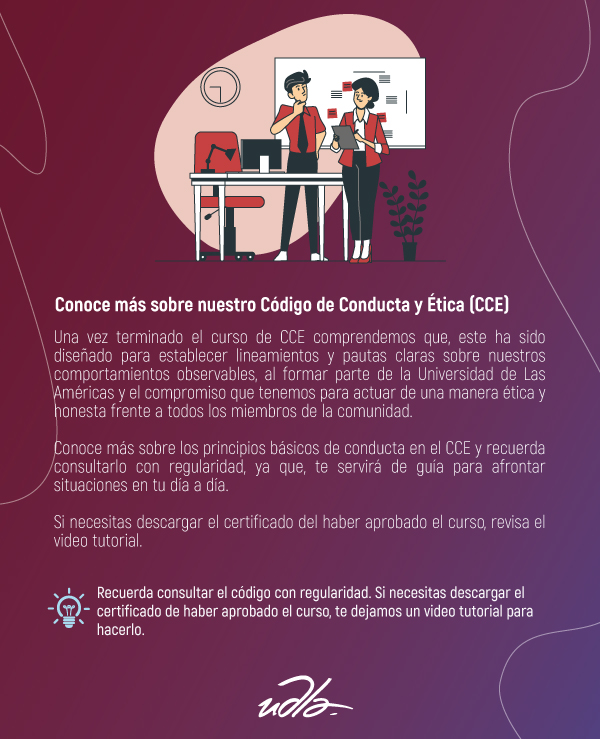 Conoce más sobre nuestro Código de Conducta y Ética (CCE)
Una vez terminado el curso de CCE comprendemos que, este ha sido
diseñado para establecer lineamientos y pautas claras sobre nuestros
comportamientos observables, al formar parte de la Universidad de Las
Américas y el compromiso que tenemos para actuar de una manera ética y
honesta frente a todos los miembros de la comunidad.
Conoce más sobre los principios básicos de conducta en el CCE y recuerda
consultarlo con regularidad, ya que, te servirá de guía para afrontar
situaciones en tu día a día.
Si necesitas descargar el certificado del haber aprobado el curso, revisa el
video tutorial.
Recuerda consultar el código con regularidad. Si necesitas descargar el
certificado de haber aprobado el curso, te dejamos un video tutorial para
hacerlo.
udla-